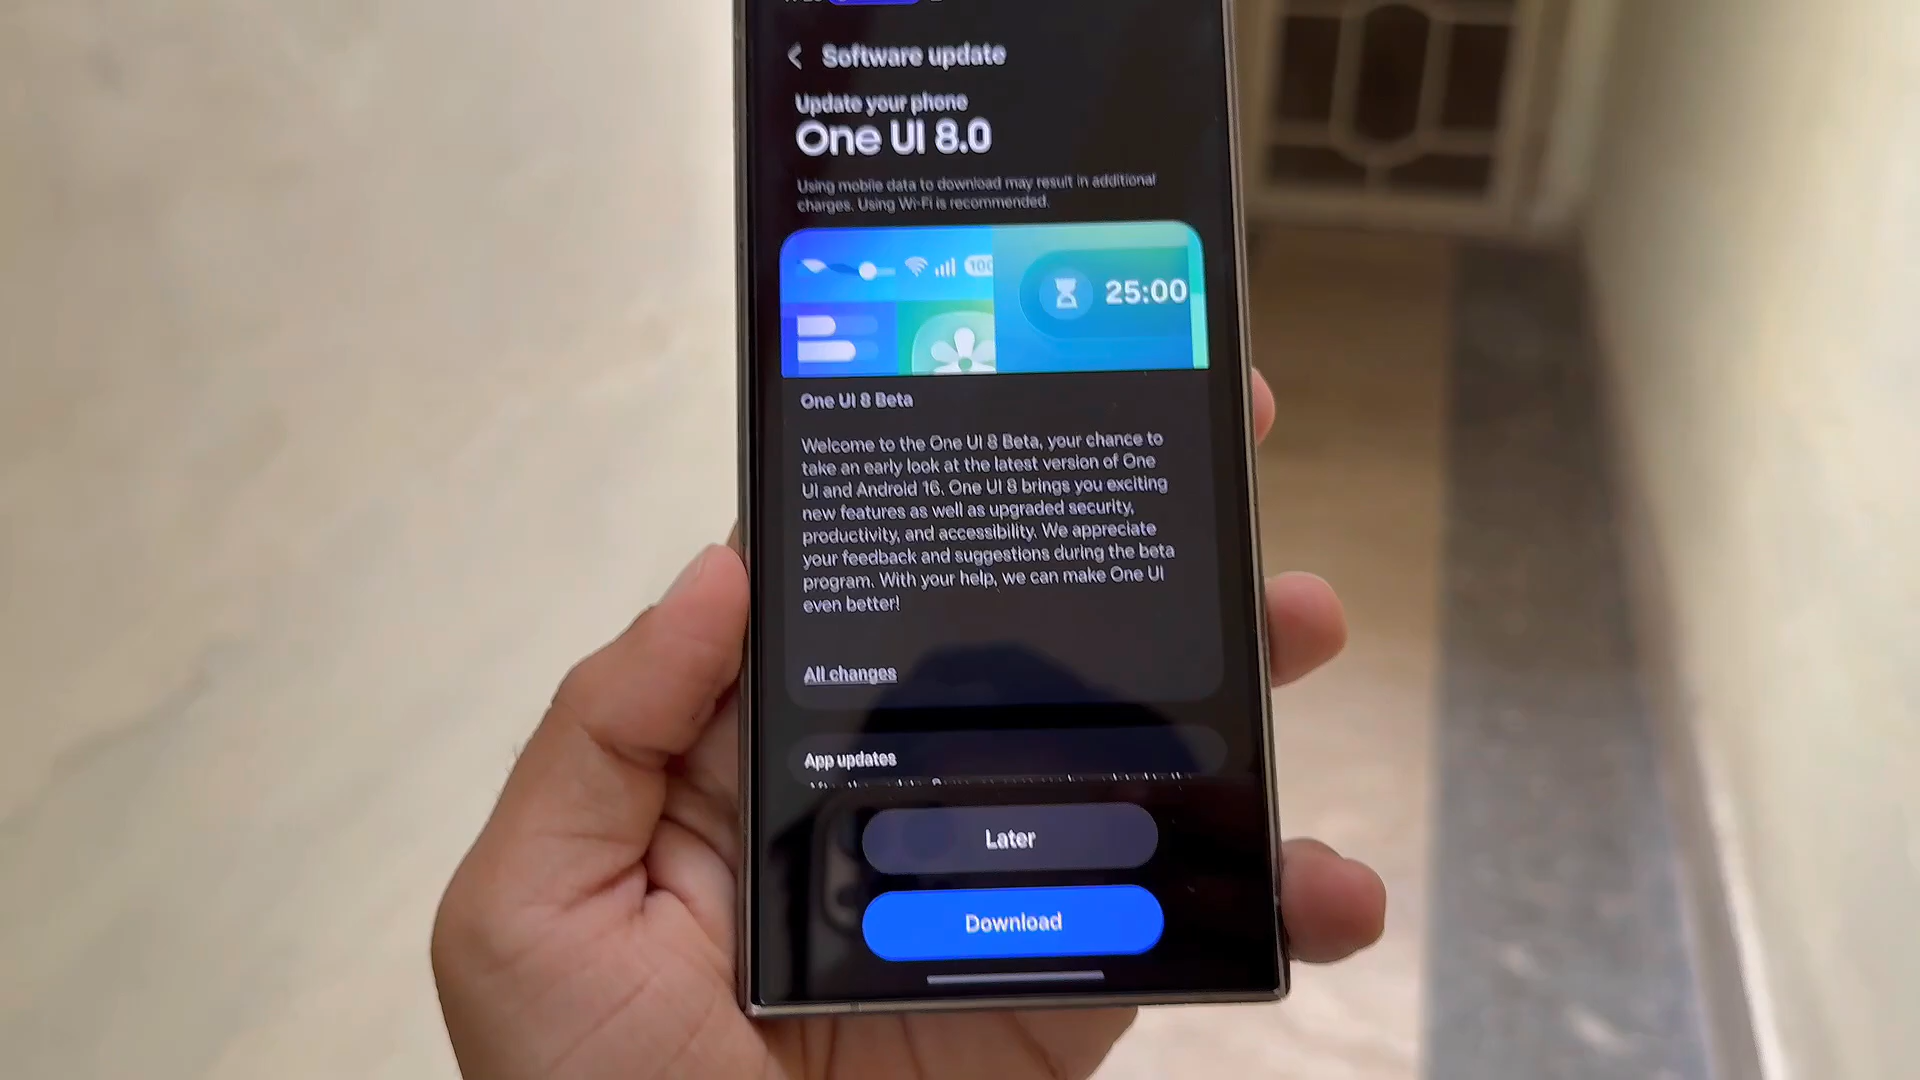 Software update
Update your phone
One UI 8.0
Using mobile data to download may result in additional
charges. Using Wi-Fi is recommended.
100
25:00
One UI 8 Beta
Welcome to the One UI 8 Beta, your chance to
take an early look at the latest version of One
UI and Android 16. One UI 8 brings you exciting
new features as well as upgraded security,
productivity, and accessibility. We appreciate
your feedback and suggestions during the beta
program. With your help, we can make One UI
even better!
All changes
App updates
Later
Download